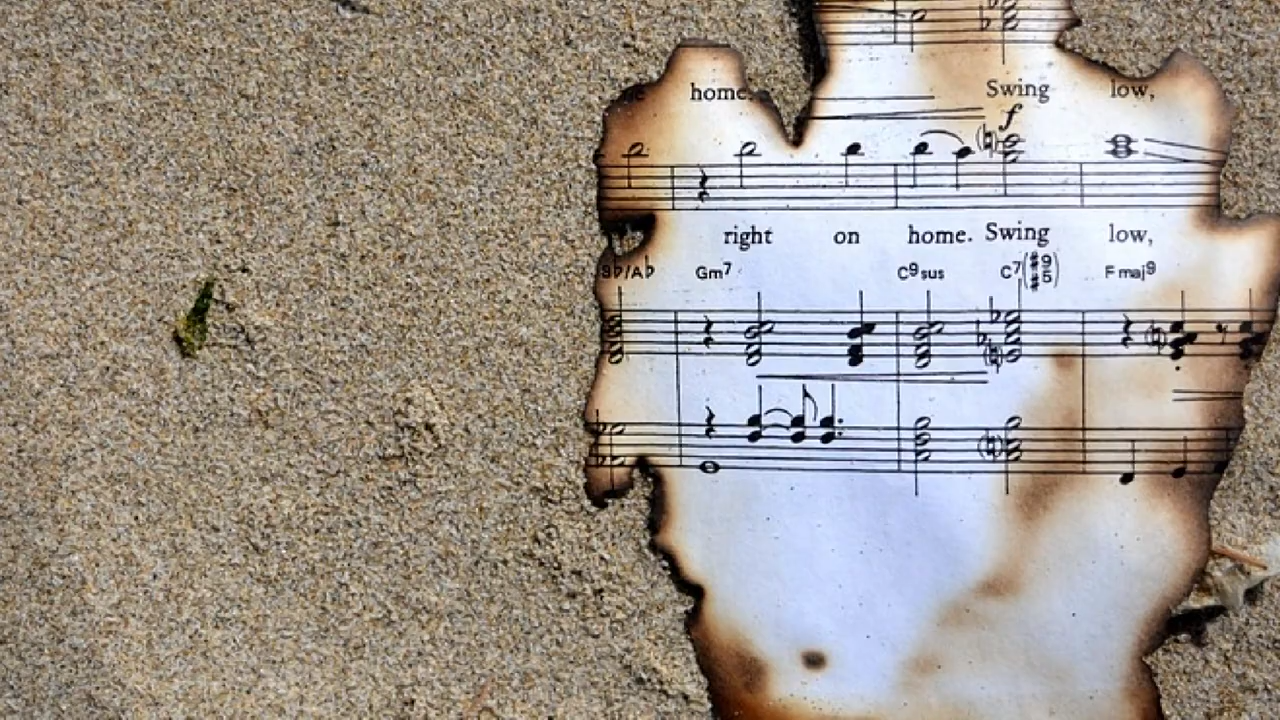 home. Swing low,
f
right on home. Swing low,
B♭/A♭ Gm7 C9sus C7(♯9 ♯5) Fmaj9